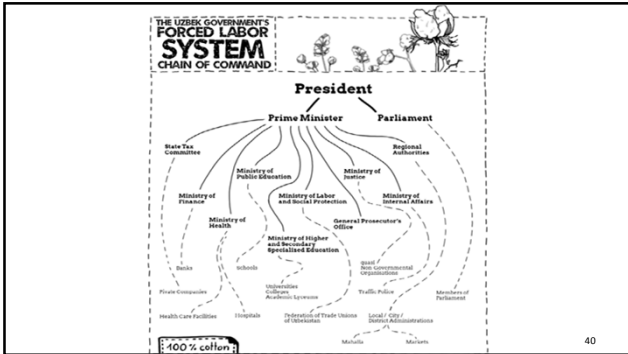 THE UZBEK GOVERNMENT'S
FORCED LABOR
SYSTEM
CHAIN OF COMMAND
President
Prime Minister
Parliament
State Tax
Committee
Regional
Authorities
Ministry of
Public Education
Ministry of
Justice
Ministry of
Finance
Ministry of Labor
and Social Protection
Ministry of
Internal Affairs
Ministry of
Health
General Prosecutor's
Office
Ministry of Higher
and Secondary
Specialized Education
Banks
Schools
quasi
Non-Governmental
Organisations
Private Companies
Universities
Colleges
Academic Lyceums
Traffic Police
Members of
Parliament
Health Care Facilities
Hospitals
Federation of Trade Unions
of Uzbekistan
Local / City /
District Administrations
Mahalla
Markets
100% cotton
40